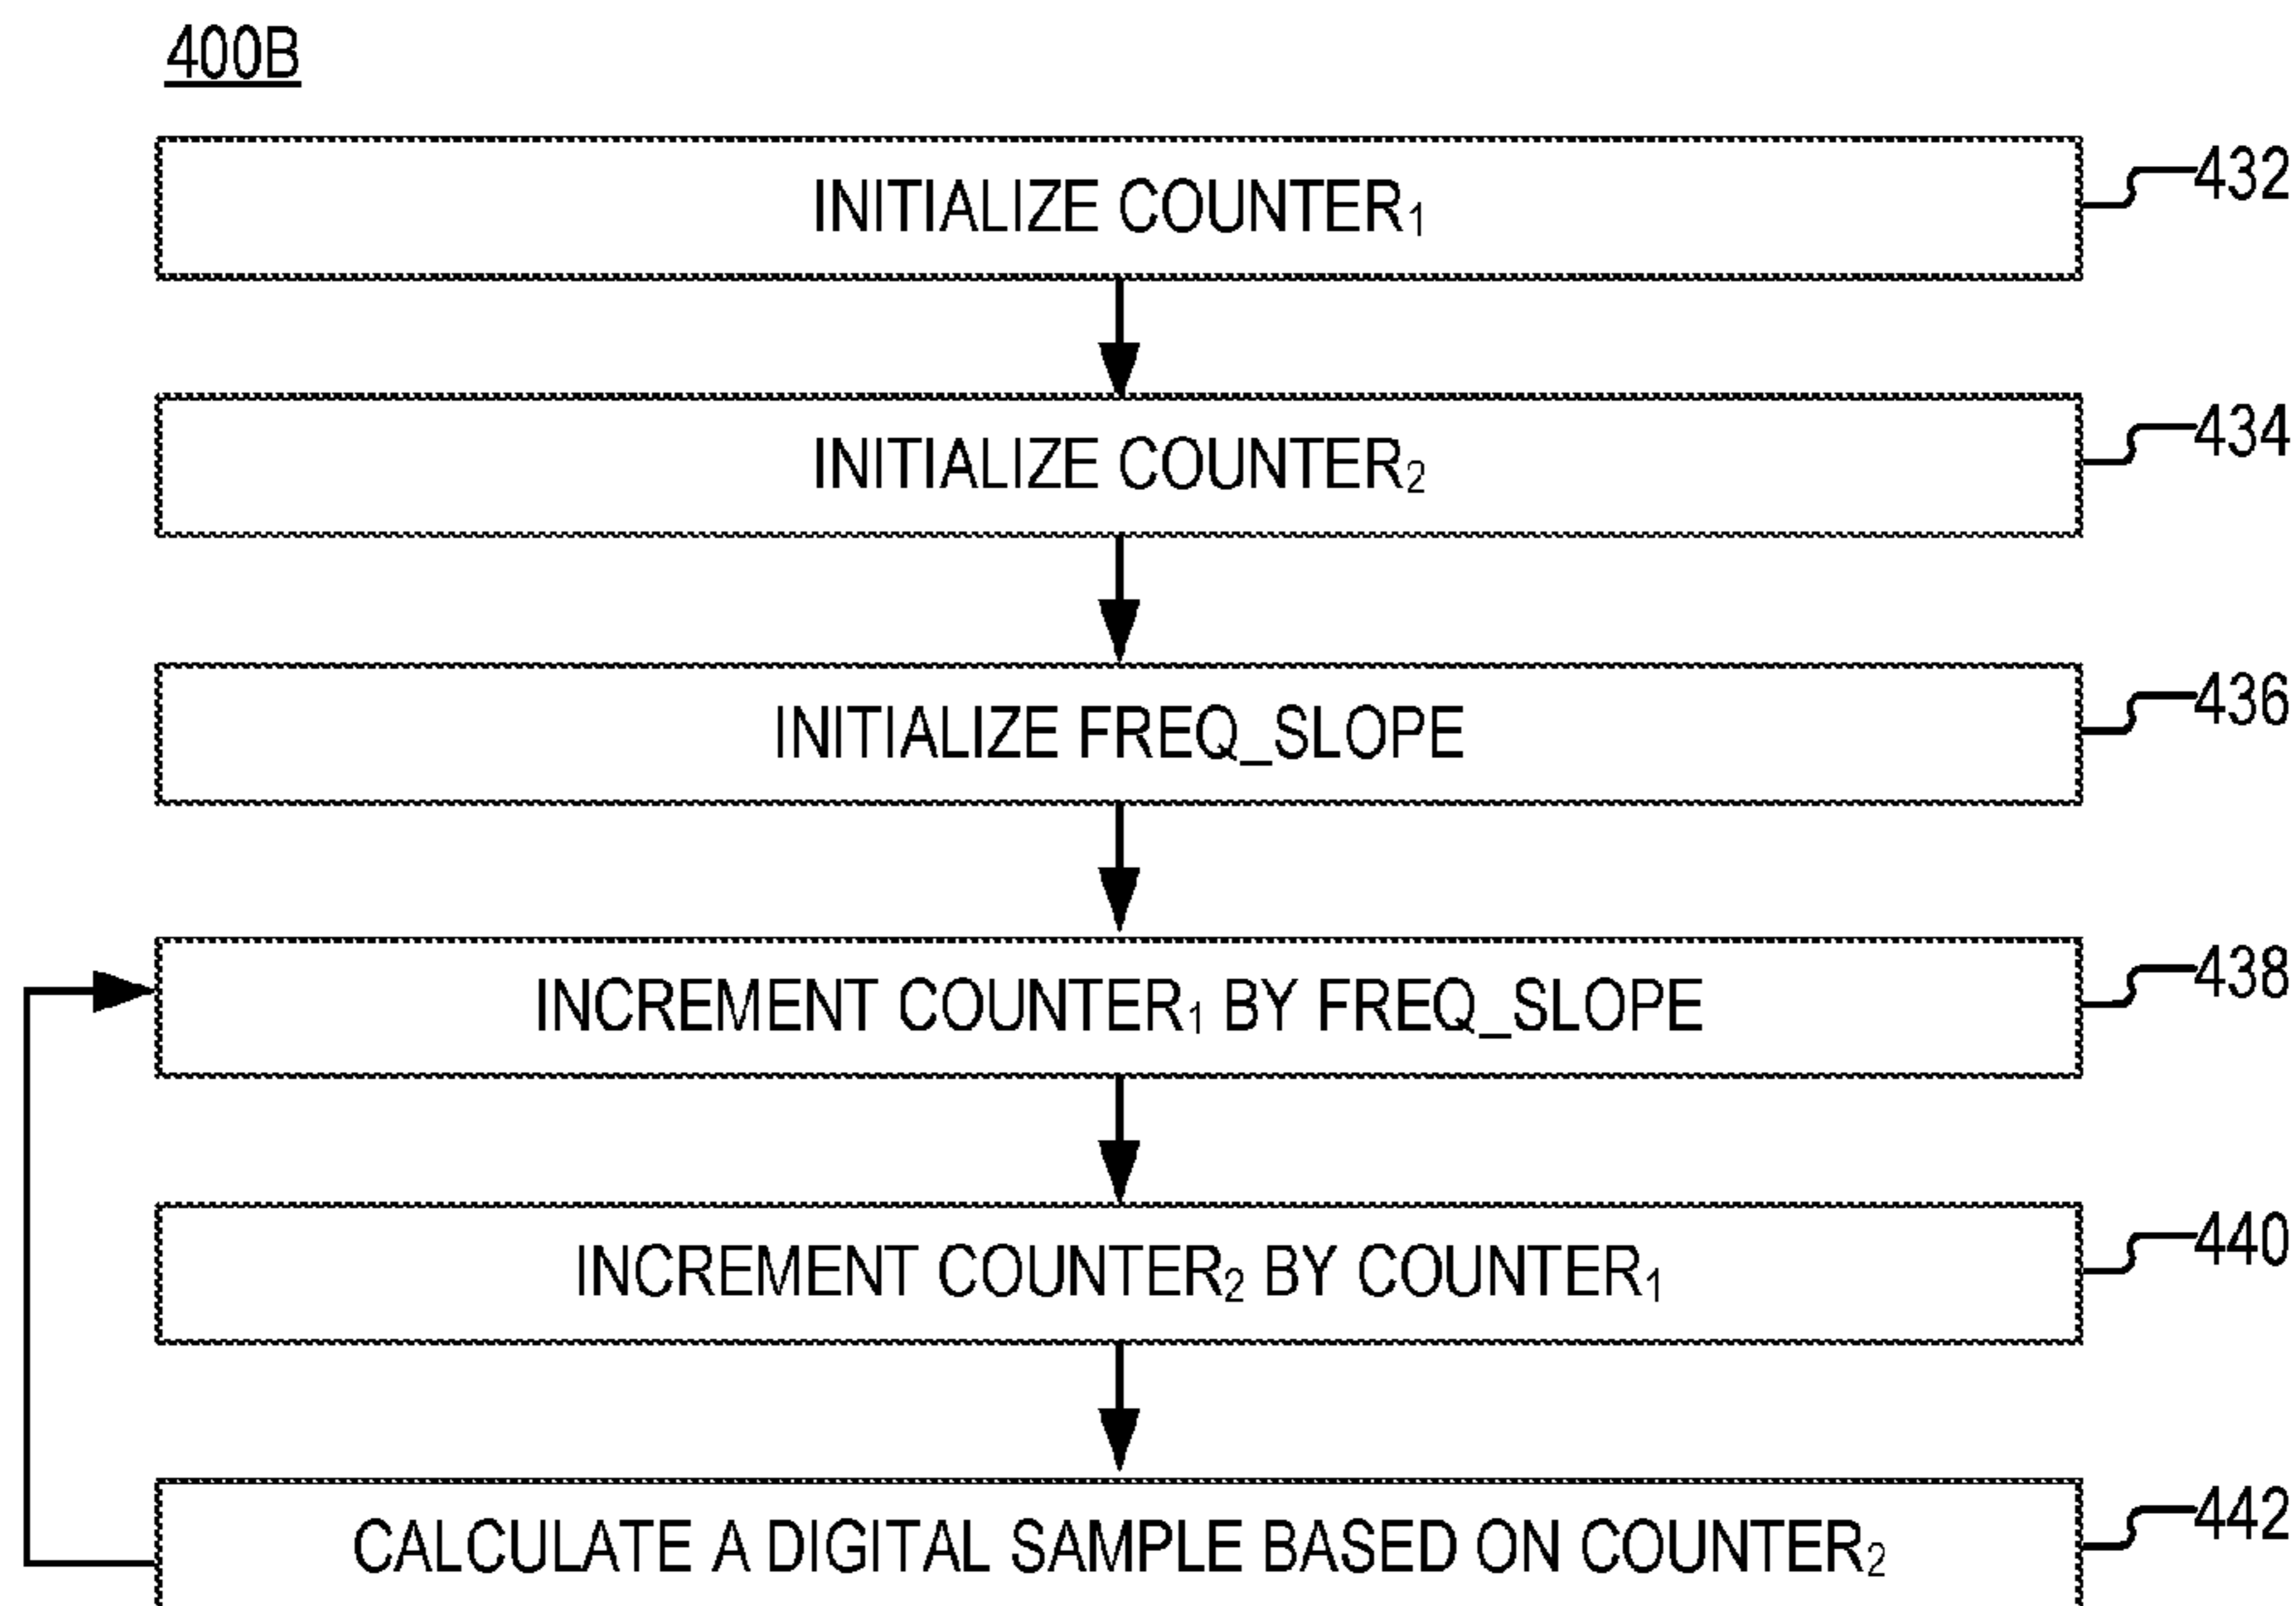 400B
INITIALIZE COUNTER₁
432
INITIALIZE COUNTER₂
434
INITIALIZE FREQ_SLOPE
436
INCREMENT COUNTER₁ BY FREQ_SLOPE
438
INCREMENT COUNTER₂ BY COUNTER₁
440
CALCULATE A DIGITAL SAMPLE BASED ON COUNTER₂
442